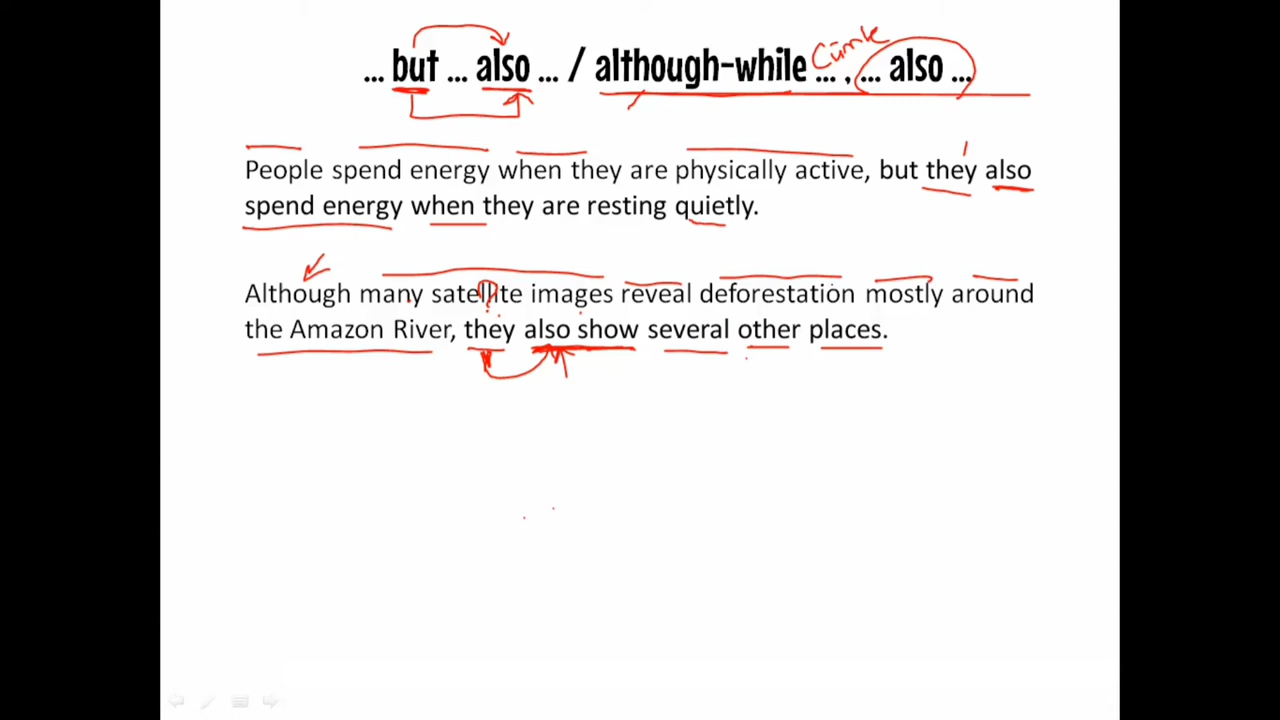 ... but ... also ... / although-while ... , ... also ...
Cümle
People spend energy when they are physically active, but they also
spend energy when they are resting quietly.
Although many satellite images reveal deforestation mostly around
the Amazon River, they also show several other places.